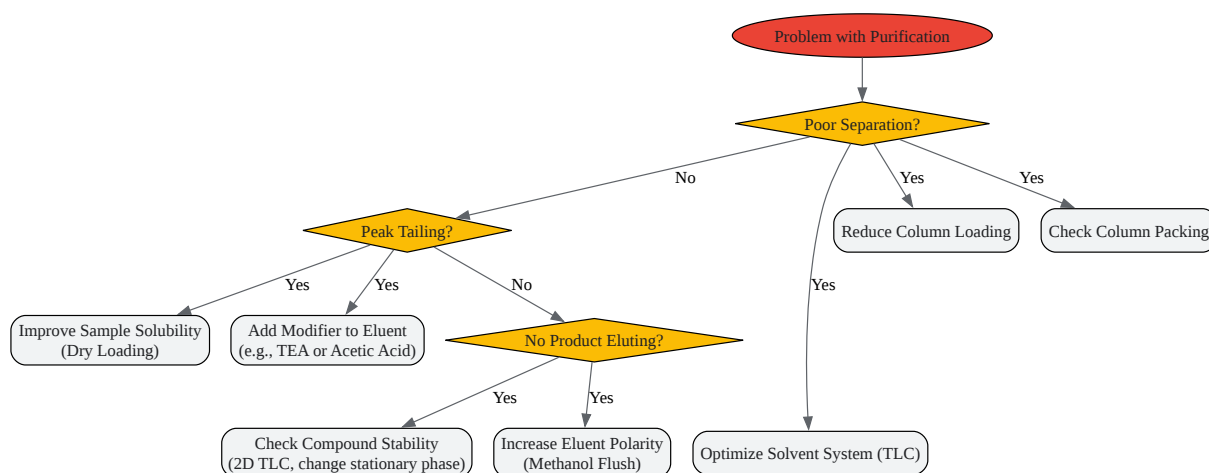 Problem with Purification
Poor Separation?
No
Yes
Yes
Yes
Peak Tailing?
Reduce Column Loading
Check Column Packing
Yes
Yes
No
Improve Sample Solubility
(Dry Loading)
Add Modifier to Eluent
(e.g., TEA or Acetic Acid)
No Product Eluting?
Yes
Yes
Check Compound Stability
(2D TLC, change stationary phase)
Increase Eluent Polarity
(Methanol Flush)
Optimize Solvent System (TLC)